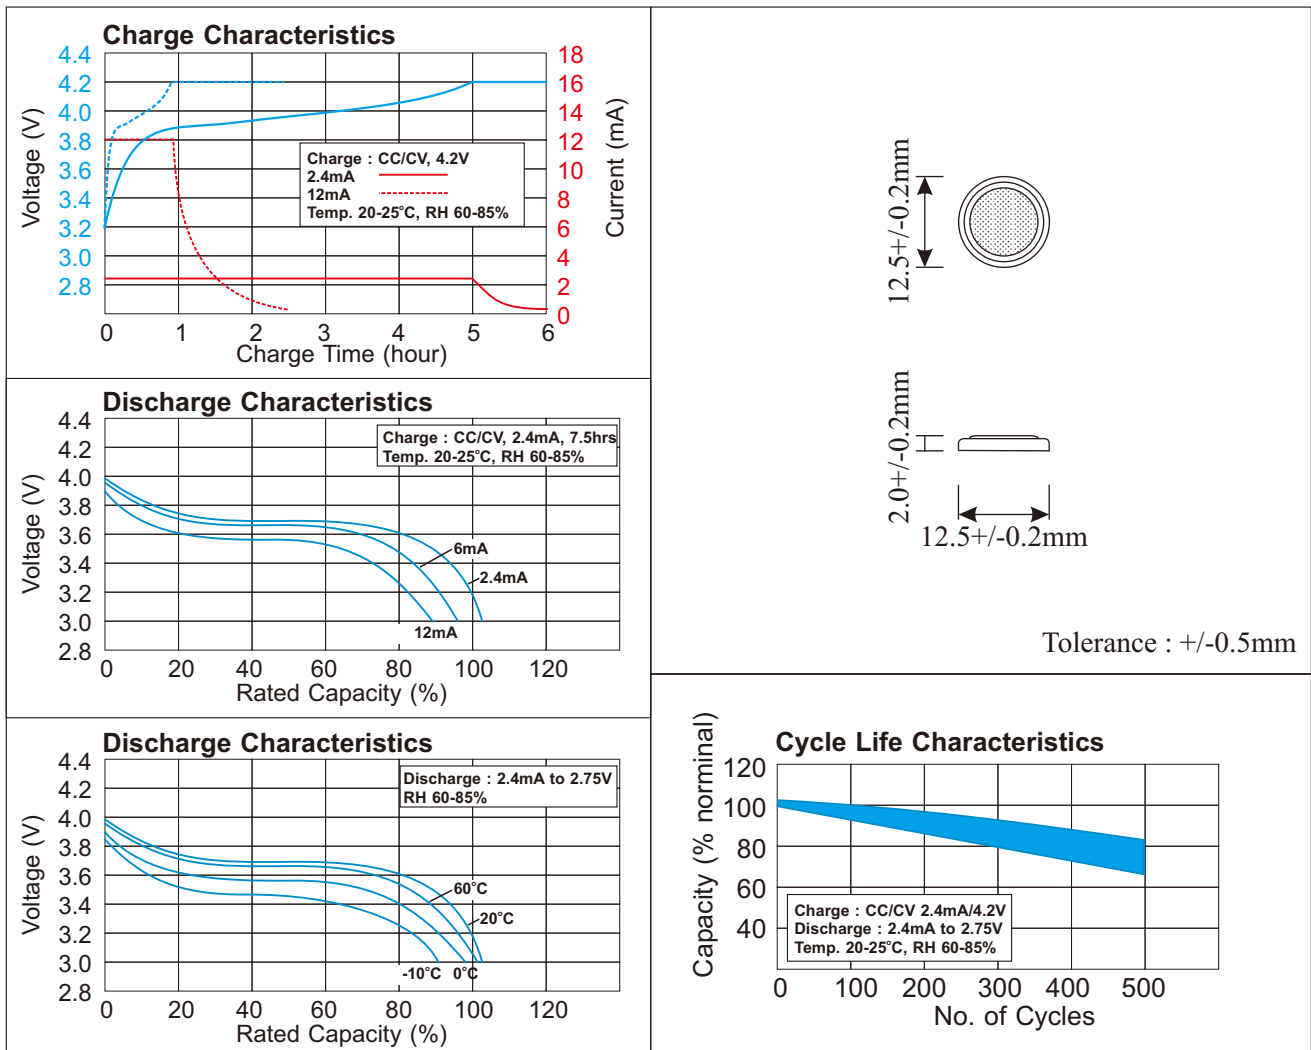 Charge Characteristics
4.4
4.2
4.0
3.8
3.6
3.4
3.2
3.0
2.8
Voltage (V)
18
16
14
12
10
8
6
4
2
0
Current (mA)
Charge : CC/CV, 4.2V
2.4mA
12mA
Temp. 20-25°C, RH 60-85%
0 1 2 3 4 5 6
Charge Time (hour)
Discharge Characteristics
4.4
4.2
4.0
3.8
3.6
3.4
3.2
3.0
2.8
Voltage (V)
Charge : CC/CV, 2.4mA, 7.5hrs
Temp. 20-25°C, RH 60-85%
6mA
2.4mA
12mA
0 20 40 60 80 100 120
Rated Capacity (%)
Discharge Characteristics
4.4
4.2
4.0
3.8
3.6
3.4
3.2
3.0
2.8
Voltage (V)
Discharge : 2.4mA to 2.75V
RH 60-85%
60°C
20°C
-10°C 0°C
0 20 40 60 80 100 120
Rated Capacity (%)
12.5+/-0.2mm
2.0+/-0.2mm
12.5+/-0.2mm
Tolerance : +/-0.5mm
Cycle Life Characteristics
120
100
80
60
40
Capacity (% norminal)
Charge : CC/CV 2.4mA/4.2V
Discharge : 2.4mA to 2.75V
Temp. 20-25°C, RH 60-85%
0 100 200 300 400 500
No. of Cycles